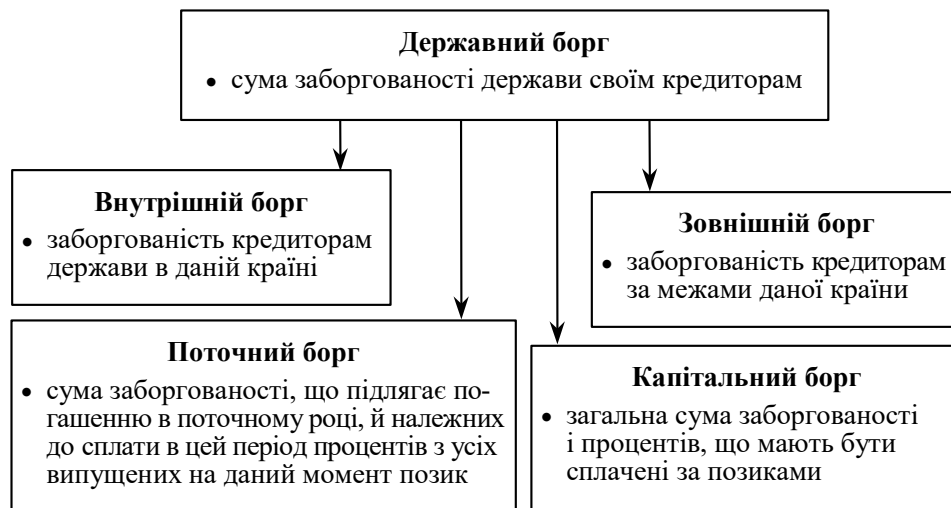 Державний борг
• сума заборгованості держави своїм кредиторам
Внутрішній борг
• заборгованість кредиторам
держави в даній країні
Зовнішній борг
• заборгованість кредиторам
за межами даної країни
Поточний борг
• сума заборгованості, що підлягає по-
гашенню в поточному році, й належних
до сплати в цей період процентів з усіх
випущених на даний момент позик
Капітальний борг
• загальна сума заборгованості
і процентів, що мають бути
сплачені за позиками